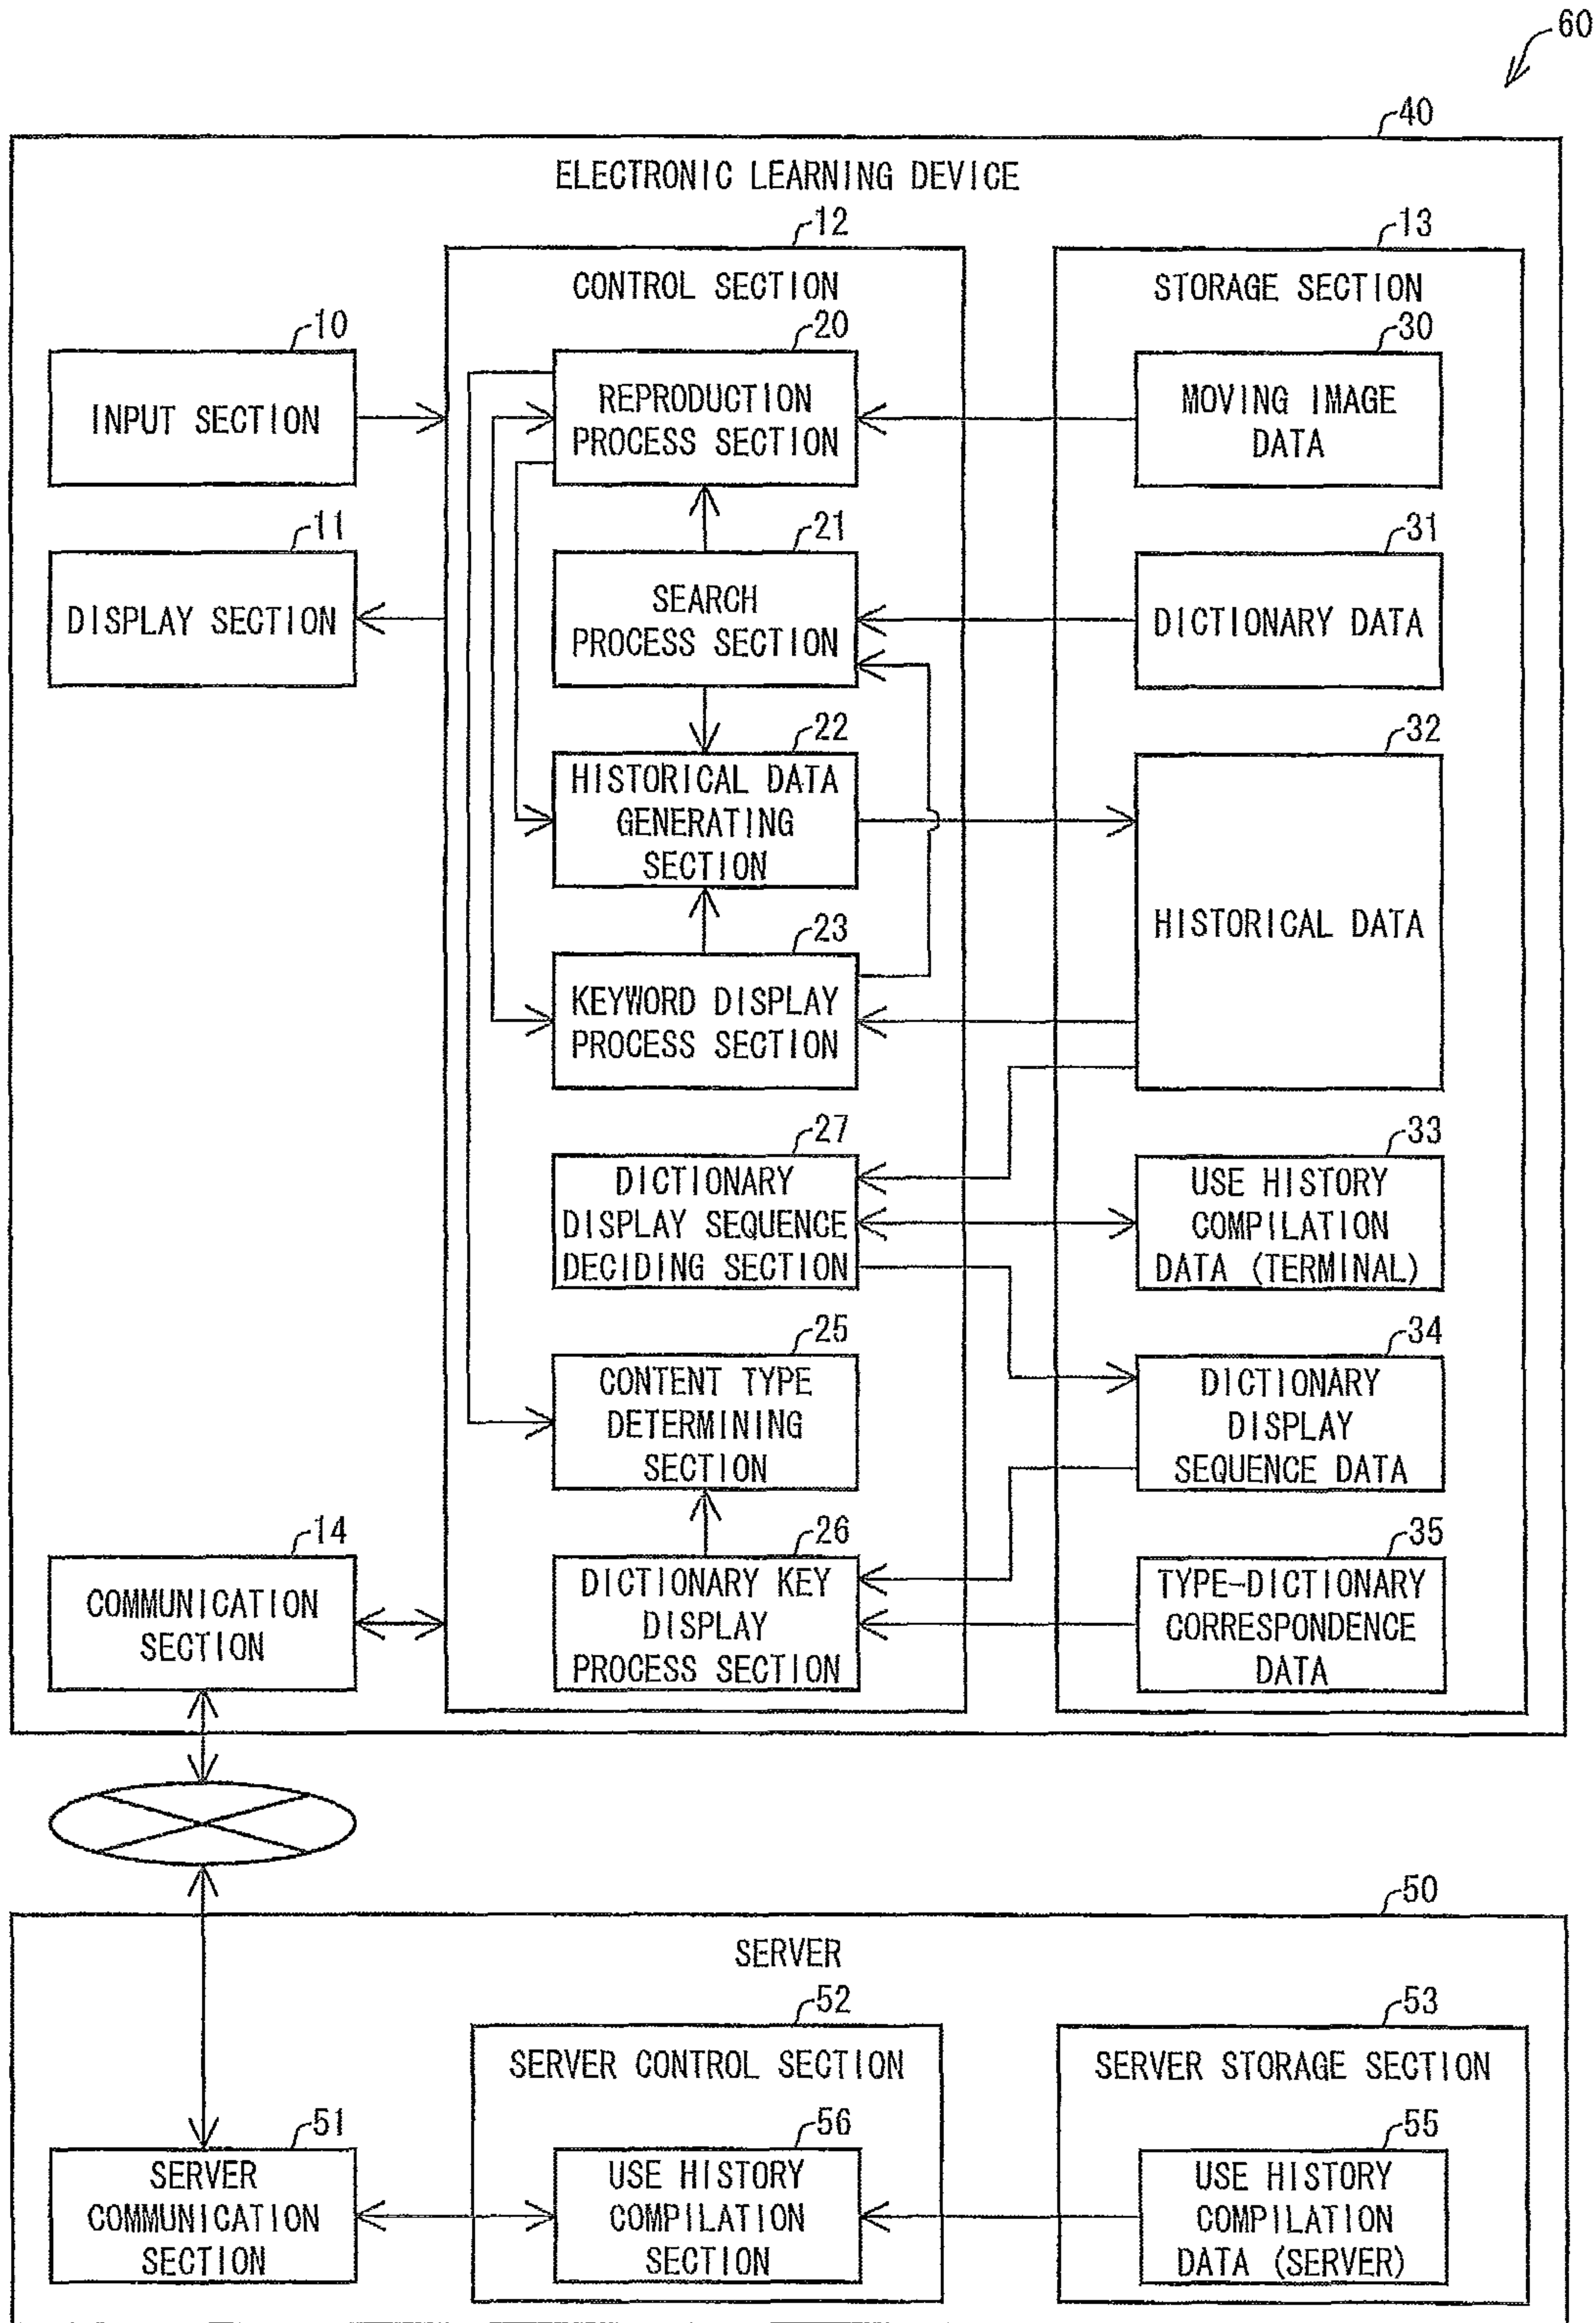 60
40
ELECTRONIC LEARNING DEVICE
12
13
CONTROL SECTION
STORAGE SECTION
10
20
30
INPUT SECTION
REPRODUCTION
PROCESS SECTION
MOVING IMAGE
DATA
11
21
31
DISPLAY SECTION
SEARCH
PROCESS SECTION
DICTIONARY DATA
22
32
HISTORICAL DATA
GENERATING
SECTION
HISTORICAL DATA
23
KEYWORD DISPLAY
PROCESS SECTION
27
33
DICTIONARY
DISPLAY SEQUENCE
DECIDING SECTION
USE HISTORY
COMPILATION
DATA (TERMINAL)
25
34
CONTENT TYPE
DETERMINING
SECTION
DICTIONARY
DISPLAY
SEQUENCE DATA
14
26
35
COMMUNICATION
SECTION
DICTIONARY KEY
DISPLAY
PROCESS SECTION
TYPE-DICTIONARY
CORRESPONDENCE
DATA
50
SERVER
52
53
SERVER CONTROL SECTION
SERVER STORAGE SECTION
51
56
55
SERVER
COMMUNICATION
SECTION
USE HISTORY
COMPILATION
SECTION
USE HISTORY
COMPILATION
DATA (SERVER)